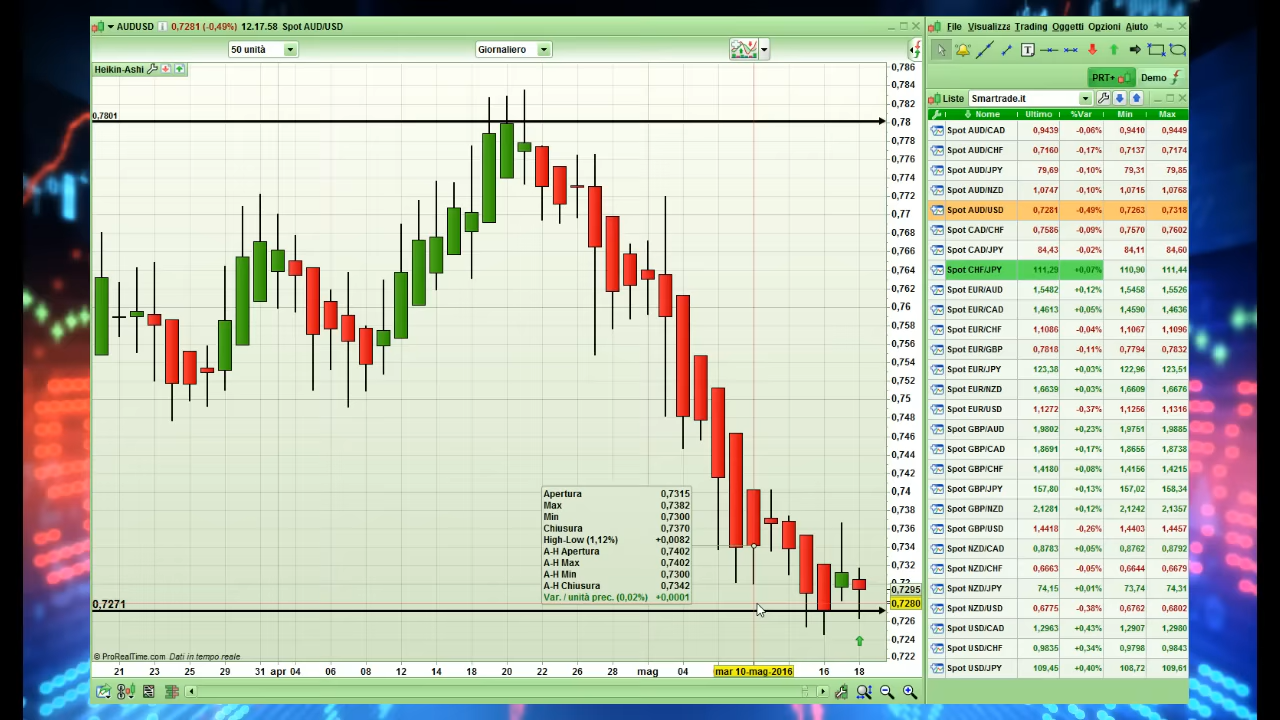 AUDUSD 0,7281 (-0,49%) 12.17.58 Spot AUD/USD
50 unità
Giornaliero
Heikin-Ashi
0,7801
0,7271
0,786
0,784
0,782
0,78
0,778
0,776
0,774
0,772
0,77
0,768
0,766
0,764
0,762
0,76
0,758
0,756
0,754
0,752
0,75
0,748
0,746
0,744
0,742
0,74
0,738
0,736
0,734
0,732
0,7295
0,7280
0,726
0,724
0,722
Apertura 0,7315
Max 0,7382
Min 0,7300
Chiusura 0,7370
High-Low (1,12%) +0,0082
A-H Apertura 0,7402
A-H Max 0,7402
A-H Min 0,7300
A-H Chiusura 0,7342
Var. / unità prec. (0,02%) +0,0001
© ProRealTime.com Dati in tempo reale
21 23 25 29 31 apr 04 06 08 12 14 18 20 22 26 28 mag 04 mar 10-mag-2016 16 18
File Visualizza Trading Oggetti Opzioni Aiuto
T
PRT+ Demo
Liste Smartrade.it
Nome Ultimo %Var Min Max
Spot AUD/CAD 0,9439 -0,06% 0,9410 0,9449
Spot AUD/CHF 0,7160 -0,17% 0,7137 0,7174
Spot AUD/JPY 79,69 -0,10% 79,31 79,85
Spot AUD/NZD 1,0747 -0,10% 1,0715 1,0768
Spot AUD/USD 0,7281 -0,49% 0,7263 0,7318
Spot CAD/CHF 0,7586 -0,09% 0,7570 0,7602
Spot CAD/JPY 84,43 -0,02% 84,11 84,60
Spot CHF/JPY 111,29 +0,07% 110,90 111,44
Spot EUR/AUD 1,5482 +0,12% 1,5458 1,5526
Spot EUR/CAD 1,4613 +0,05% 1,4590 1,4636
Spot EUR/CHF 1,1086 -0,04% 1,1067 1,1096
Spot EUR/GBP 0,7818 -0,11% 0,7794 0,7832
Spot EUR/JPY 123,38 +0,03% 122,96 123,51
Spot EUR/NZD 1,6639 +0,03% 1,6609 1,6676
Spot EUR/USD 1,1272 -0,37% 1,1256 1,1316
Spot GBP/AUD 1,9802 +0,23% 1,9751 1,9885
Spot GBP/CAD 1,8691 +0,17% 1,8655 1,8738
Spot GBP/CHF 1,4180 +0,08% 1,4156 1,4215
Spot GBP/JPY 157,80 +0,13% 157,02 158,34
Spot GBP/NZD 2,1281 +0,12% 2,1242 2,1357
Spot GBP/USD 1,4418 -0,26% 1,4403 1,4457
Spot NZD/CAD 0,8783 +0,05% 0,8762 0,8792
Spot NZD/CHF 0,6663 -0,05% 0,6644 0,6679
Spot NZD/JPY 74,15 +0,01% 73,74 74,31
Spot NZD/USD 0,6775 -0,38% 0,6762 0,6802
Spot USD/CAD 1,2963 +0,43% 1,2907 1,2980
Spot USD/CHF 0,9835 +0,34% 0,9798 0,9843
Spot USD/JPY 109,45 +0,40% 108,72 109,61